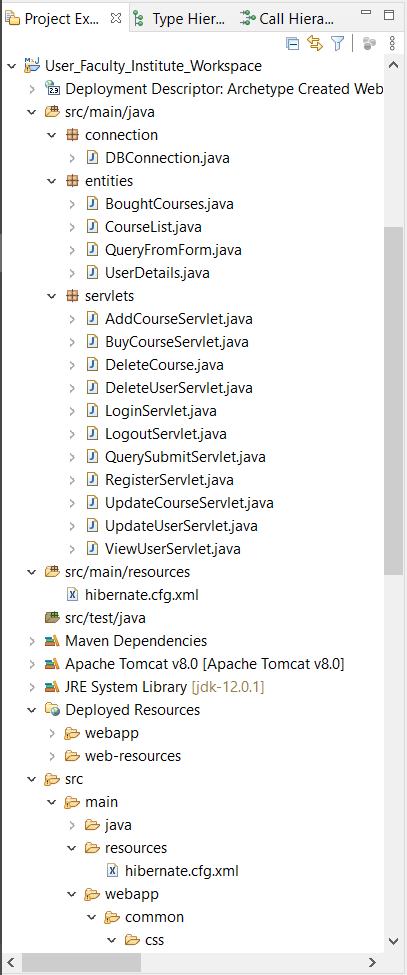 Project Ex... Type Hier... Call Hiera...
User_Faculty_Institute_Workspace
Deployment Descriptor: Archetype Created Web
src/main/java
connection
DBConnection.java
entities
BoughtCourses.java
CourseList.java
QueryFromForm.java
UserDetails.java
servlets
AddCourseServlet.java
BuyCourseServlet.java
DeleteCourse.java
DeleteUserServlet.java
LoginServlet.java
LogoutServlet.java
QuerySubmitServlet.java
RegisterServlet.java
UpdateCourseServlet.java
UpdateUserServlet.java
ViewUserServlet.java
src/main/resources
hibernate.cfg.xml
src/test/java
Maven Dependencies
Apache Tomcat v8.0 [Apache Tomcat v8.0]
JRE System Library [jdk-12.0.1]
Deployed Resources
webapp
web-resources
src
main
java
resources
hibernate.cfg.xml
webapp
common
css